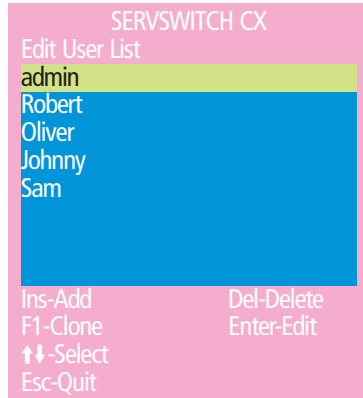 SERVSWITCH CX
Edit User List
admin
Robert
Oliver
Johnny
Sam
Ins-Add Del-Delete
F1-Clone Enter-Edit
↑↓-Select
Esc-Quit